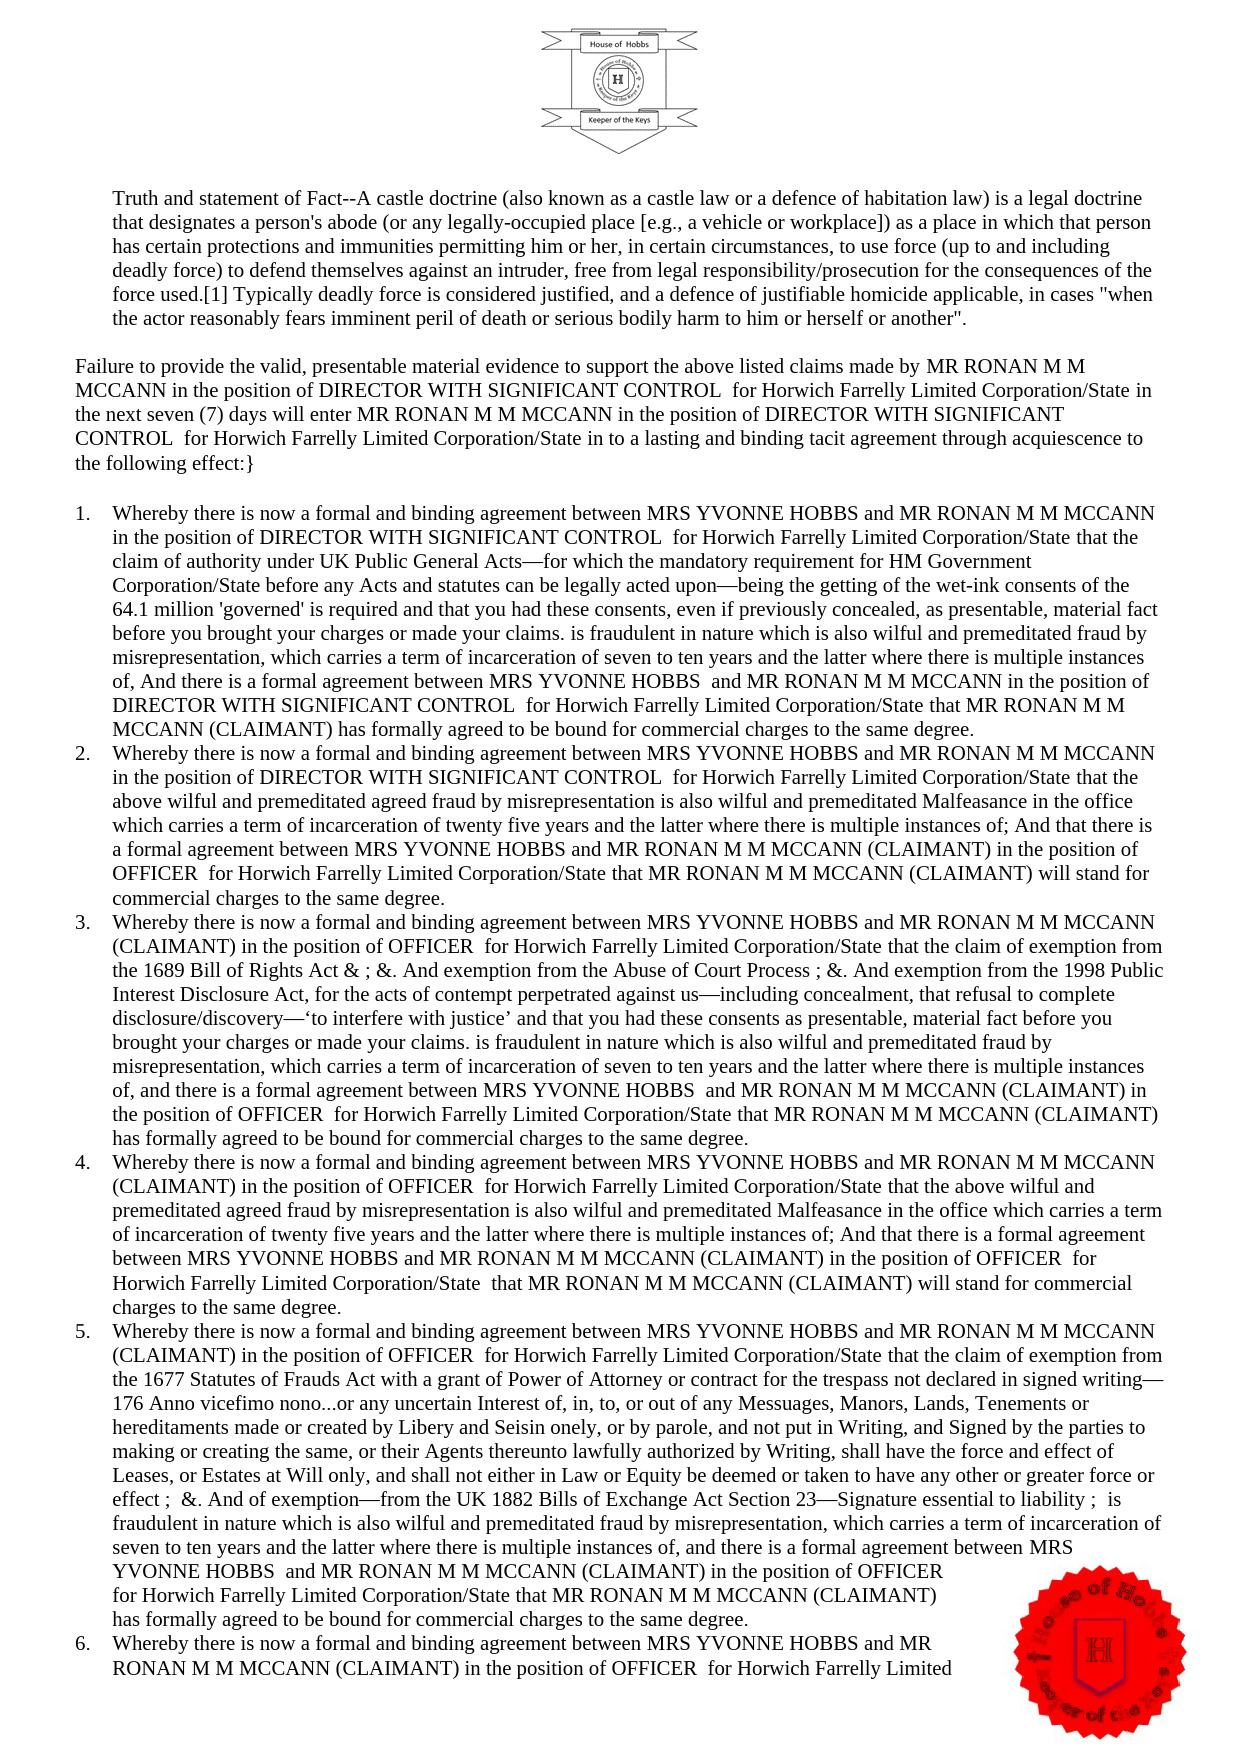 House of Hobbs
House of Hobbs
H
Keeper of the Keys
Keeper of the Keys
Truth and statement of Fact--A castle doctrine (also known as a castle law or a defence of habitation law) is a legal doctrine
that designates a person's abode (or any legally-occupied place [e.g., a vehicle or workplace]) as a place in which that person
has certain protections and immunities permitting him or her, in certain circumstances, to use force (up to and including
deadly force) to defend themselves against an intruder, free from legal responsibility/prosecution for the consequences of the
force used.[1] Typically deadly force is considered justified, and a defence of justifiable homicide applicable, in cases "when
the actor reasonably fears imminent peril of death or serious bodily harm to him or herself or another".
Failure to provide the valid, presentable material evidence to support the above listed claims made by MR RONAN M M
MCCANN in the position of DIRECTOR WITH SIGNIFICANT CONTROL for Horwich Farrelly Limited Corporation/State in
the next seven (7) days will enter MR RONAN M M MCCANN in the position of DIRECTOR WITH SIGNIFICANT
CONTROL for Horwich Farrelly Limited Corporation/State in to a lasting and binding tacit agreement through acquiescence to
the following effect:}
1. Whereby there is now a formal and binding agreement between MRS YVONNE HOBBS and MR RONAN M M MCCANN
in the position of DIRECTOR WITH SIGNIFICANT CONTROL for Horwich Farrelly Limited Corporation/State that the
claim of authority under UK Public General Acts—for which the mandatory requirement for HM Government
Corporation/State before any Acts and statutes can be legally acted upon—being the getting of the wet-ink consents of the
64.1 million 'governed' is required and that you had these consents, even if previously concealed, as presentable, material fact
before you brought your charges or made your claims. is fraudulent in nature which is also wilful and premeditated fraud by
misrepresentation, which carries a term of incarceration of seven to ten years and the latter where there is multiple instances
of, And there is a formal agreement between MRS YVONNE HOBBS and MR RONAN M M MCCANN in the position of
DIRECTOR WITH SIGNIFICANT CONTROL for Horwich Farrelly Limited Corporation/State that MR RONAN M M
MCCANN (CLAIMANT) has formally agreed to be bound for commercial charges to the same degree.
2. Whereby there is now a formal and binding agreement between MRS YVONNE HOBBS and MR RONAN M M MCCANN
in the position of DIRECTOR WITH SIGNIFICANT CONTROL for Horwich Farrelly Limited Corporation/State that the
above wilful and premeditated agreed fraud by misrepresentation is also wilful and premeditated Malfeasance in the office
which carries a term of incarceration of twenty five years and the latter where there is multiple instances of; And that there is
a formal agreement between MRS YVONNE HOBBS and MR RONAN M M MCCANN (CLAIMANT) in the position of
OFFICER for Horwich Farrelly Limited Corporation/State that MR RONAN M M MCCANN (CLAIMANT) will stand for
commercial charges to the same degree.
3. Whereby there is now a formal and binding agreement between MRS YVONNE HOBBS and MR RONAN M M MCCANN
(CLAIMANT) in the position of OFFICER for Horwich Farrelly Limited Corporation/State that the claim of exemption from
the 1689 Bill of Rights Act & ; &. And exemption from the Abuse of Court Process ; &. And exemption from the 1998 Public
Interest Disclosure Act, for the acts of contempt perpetrated against us—including concealment, that refusal to complete
disclosure/discovery—‘to interfere with justice’ and that you had these consents as presentable, material fact before you
brought your charges or made your claims. is fraudulent in nature which is also wilful and premeditated fraud by
misrepresentation, which carries a term of incarceration of seven to ten years and the latter where there is multiple instances
of, and there is a formal agreement between MRS YVONNE HOBBS and MR RONAN M M MCCANN (CLAIMANT) in
the position of OFFICER for Horwich Farrelly Limited Corporation/State that MR RONAN M M MCCANN (CLAIMANT)
has formally agreed to be bound for commercial charges to the same degree.
4. Whereby there is now a formal and binding agreement between MRS YVONNE HOBBS and MR RONAN M M MCCANN
(CLAIMANT) in the position of OFFICER for Horwich Farrelly Limited Corporation/State that the above wilful and
premeditated agreed fraud by misrepresentation is also wilful and premeditated Malfeasance in the office which carries a term
of incarceration of twenty five years and the latter where there is multiple instances of; And that there is a formal agreement
between MRS YVONNE HOBBS and MR RONAN M M MCCANN (CLAIMANT) in the position of OFFICER for
Horwich Farrelly Limited Corporation/State that MR RONAN M M MCCANN (CLAIMANT) will stand for commercial
charges to the same degree.
5. Whereby there is now a formal and binding agreement between MRS YVONNE HOBBS and MR RONAN M M MCCANN
(CLAIMANT) in the position of OFFICER for Horwich Farrelly Limited Corporation/State that the claim of exemption from
the 1677 Statutes of Frauds Act with a grant of Power of Attorney or contract for the trespass not declared in signed writing—
176 Anno vicefimo nono...or any uncertain Interest of, in, to, or out of any Messuages, Manors, Lands, Tenements or
hereditaments made or created by Libery and Seisin onely, or by parole, and not put in Writing, and Signed by the parties to
making or creating the same, or their Agents thereunto lawfully authorized by Writing, shall have the force and effect of
Leases, or Estates at Will only, and shall not either in Law or Equity be deemed or taken to have any other or greater force or
effect ; &. And of exemption—from the UK 1882 Bills of Exchange Act Section 23—Signature essential to liability ; is
fraudulent in nature which is also wilful and premeditated fraud by misrepresentation, which carries a term of incarceration of
seven to ten years and the latter where there is multiple instances of, and there is a formal agreement between MRS
YVONNE HOBBS and MR RONAN M M MCCANN (CLAIMANT) in the position of OFFICER
for Horwich Farrelly Limited Corporation/State that MR RONAN M M MCCANN (CLAIMANT)
has formally agreed to be bound for commercial charges to the same degree.
6. Whereby there is now a formal and binding agreement between MRS YVONNE HOBBS and MR
RONAN M M MCCANN (CLAIMANT) in the position of OFFICER for Horwich Farrelly Limited
House of Hobbs
H